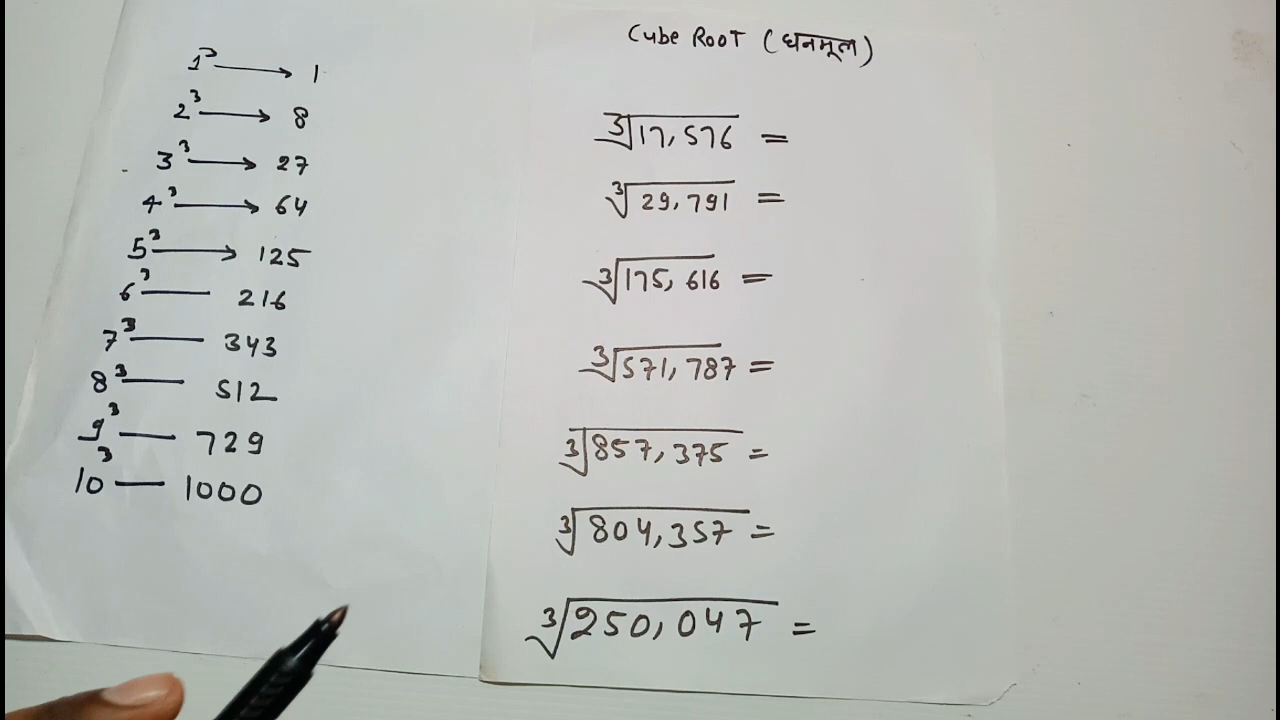 1³ → 1
2³ → 8
3³ → 27
4³ → 64
5³ → 125
6³ — 216
7³ — 343
8³ — 512
9³ — 729
10³ — 1000
Cube RooT (घनमूल)
∛17,576 =
∛29,791 =
∛175,616 =
∛571,787 =
∛857,375 =
∛804,357 =
∛250,047 =